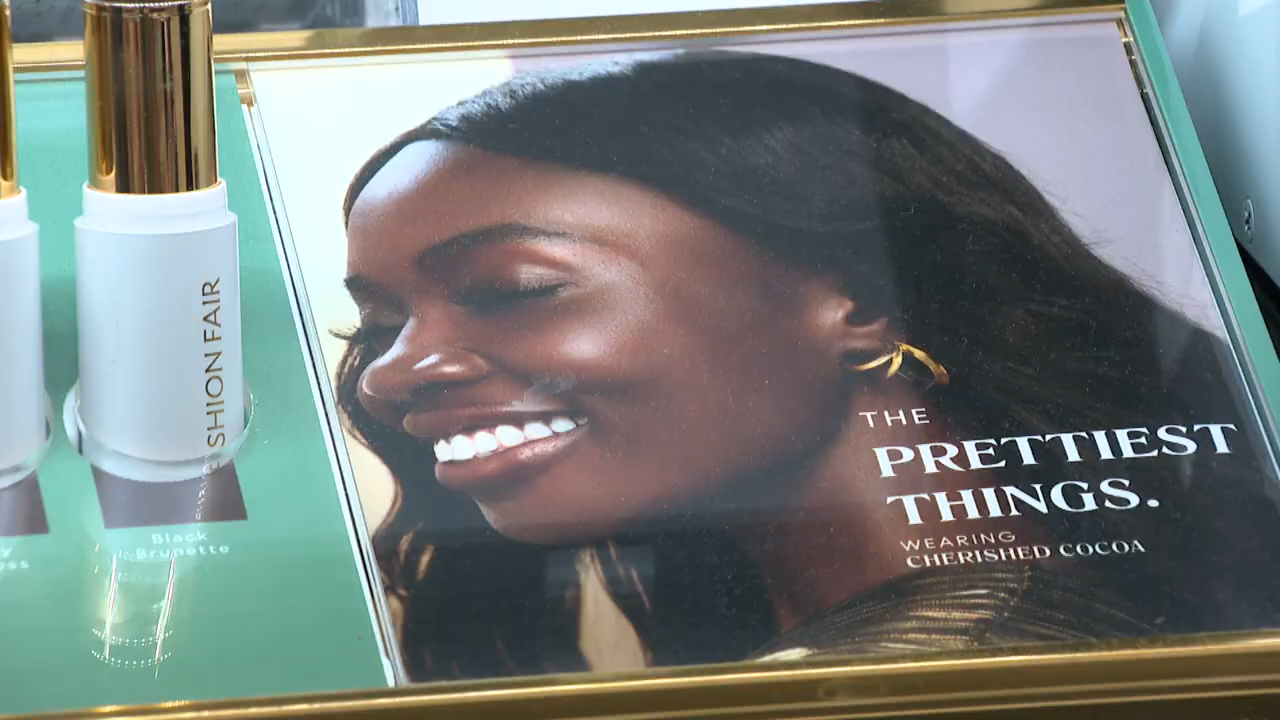 SHION FAIR
Black
Brunette
THE
PRETTIEST
THINGS.
WEARING
CHERISHED COCOA